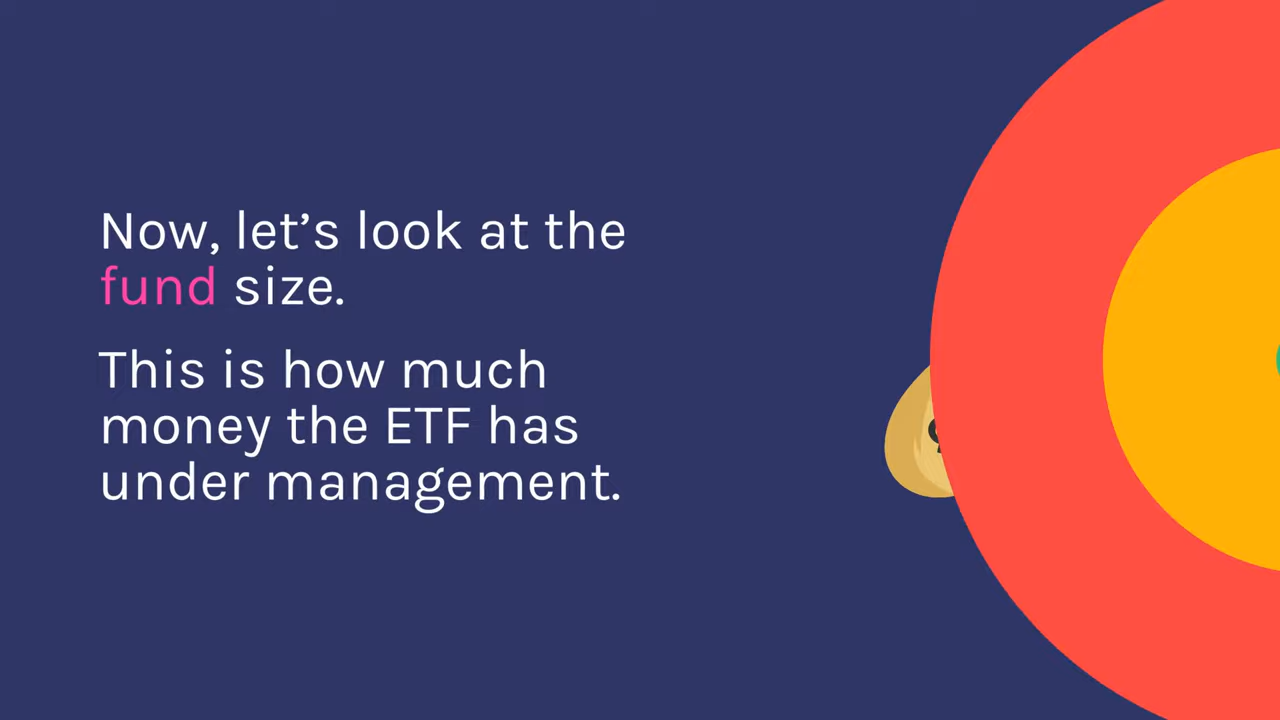 Now, let’s look at the
fund size.
This is how much
money the ETF has
under management.